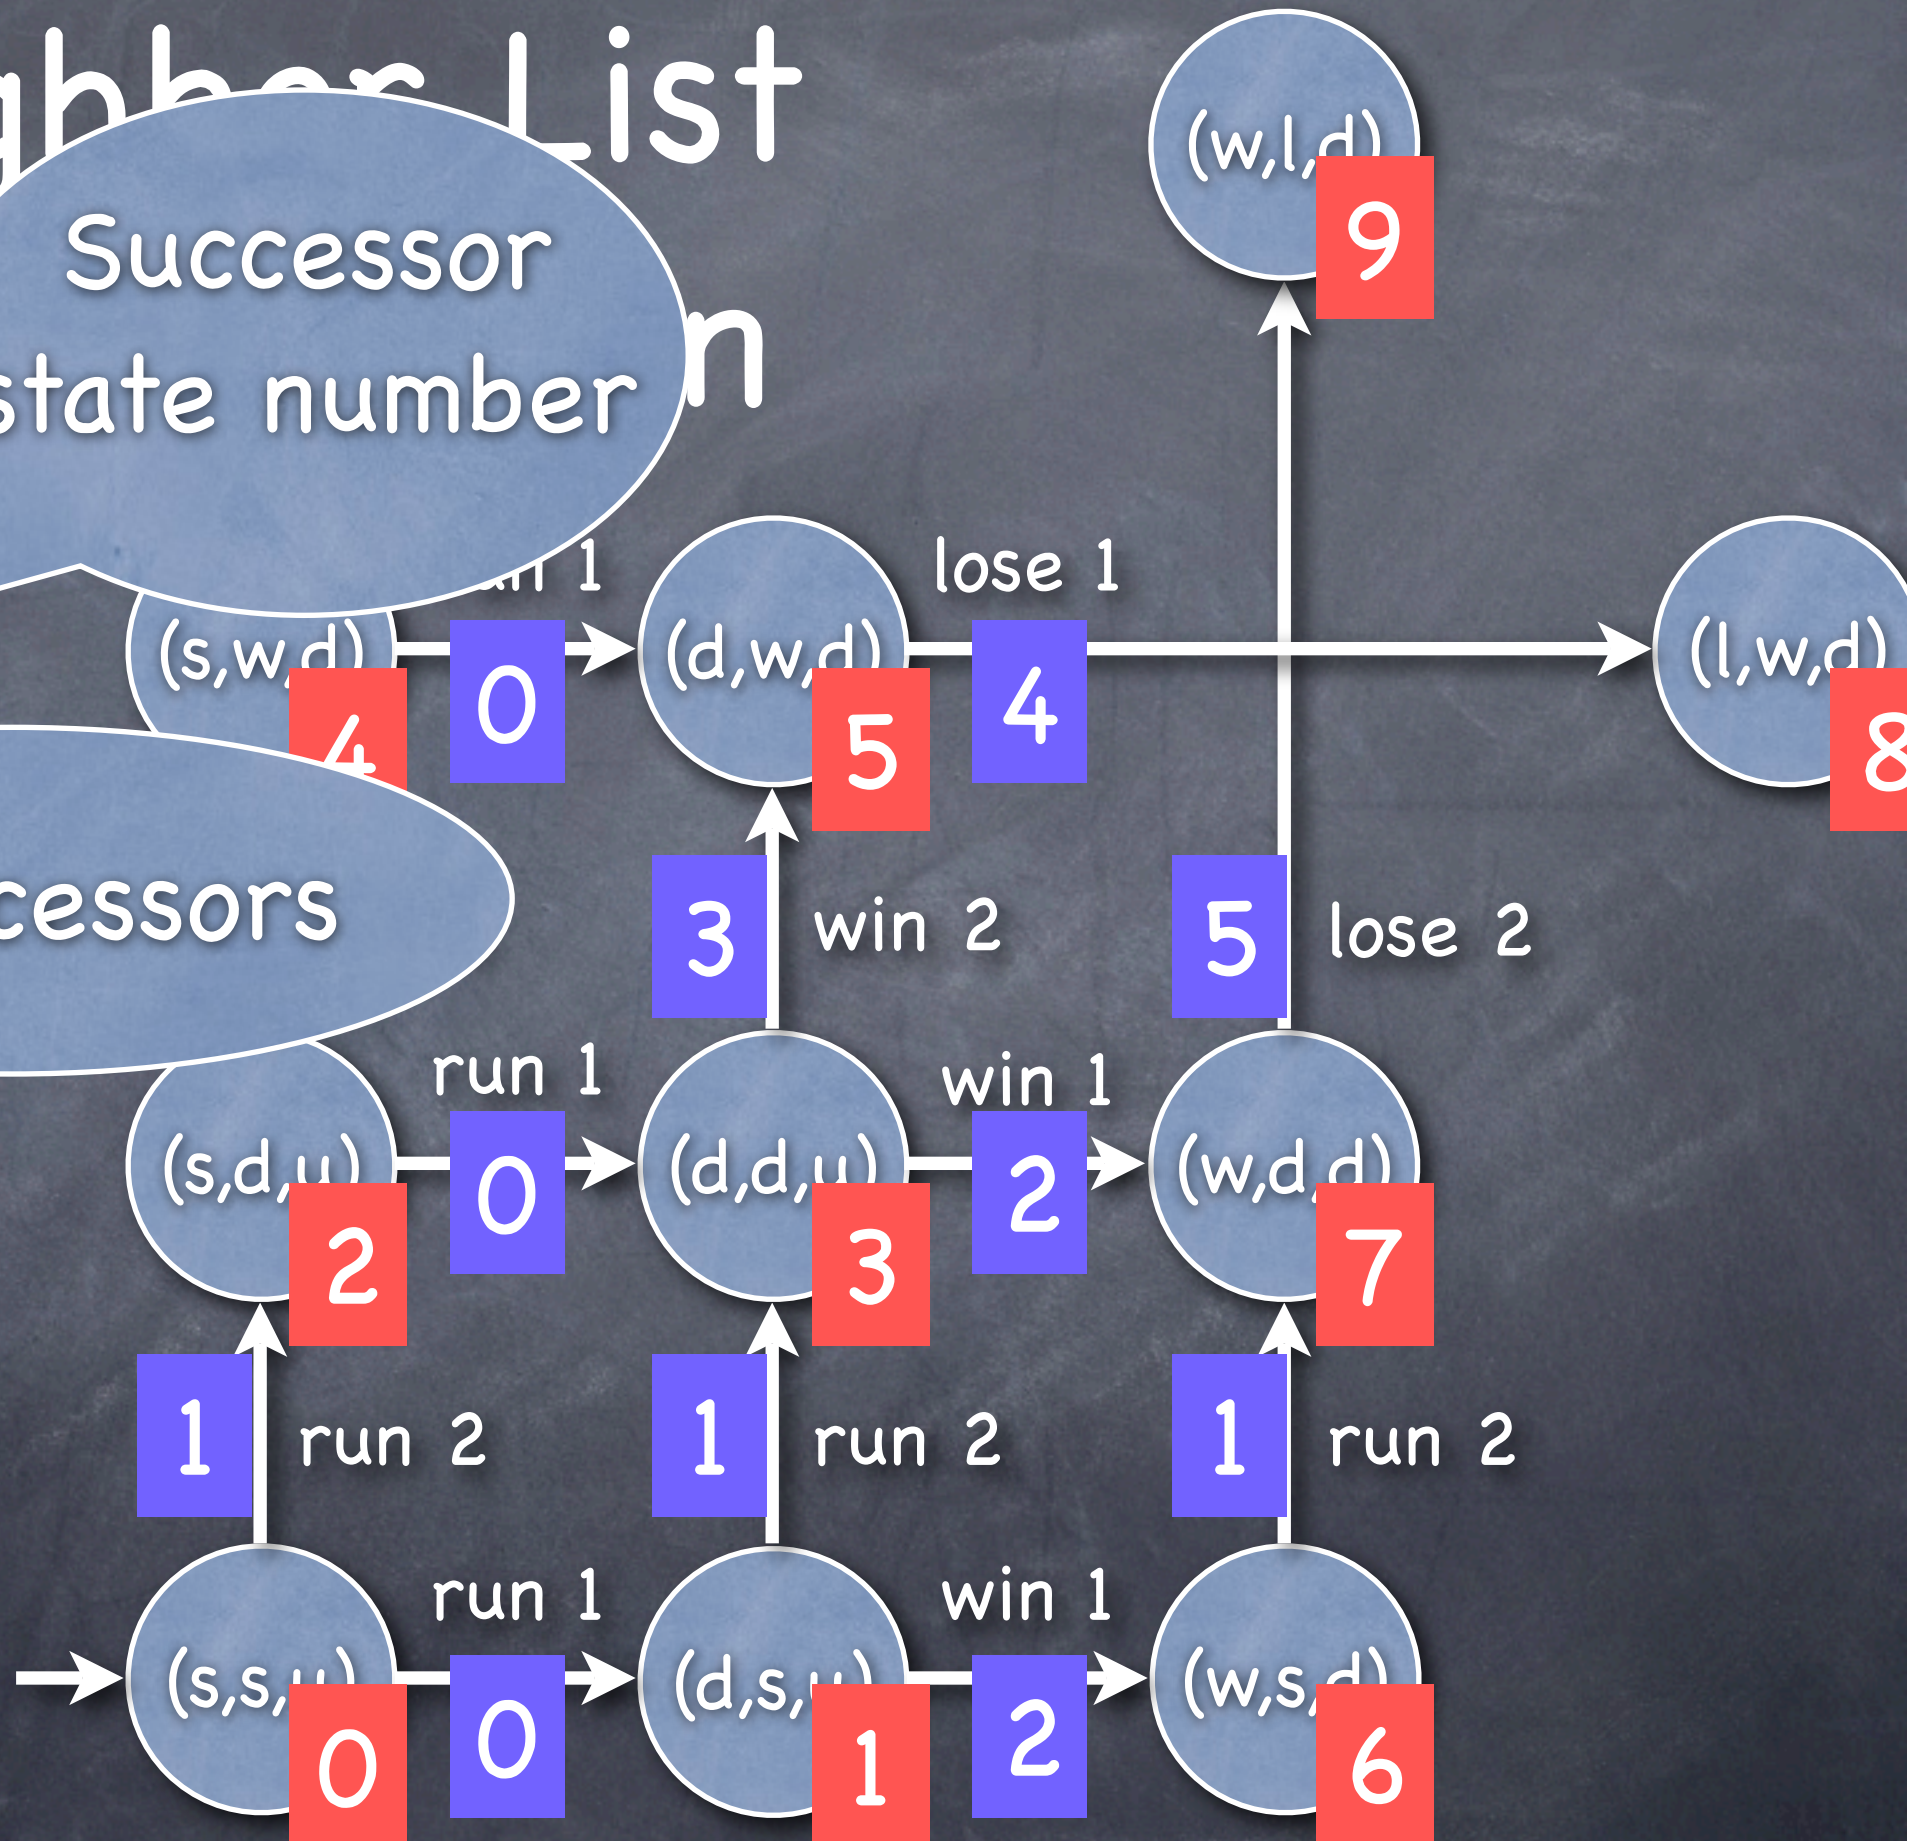 List
Successor
state number
(w,l,d)
9
1
lose 1
(s,w,d)
0
(d,w,d)
4
(l,w,d)
4
5
8
3
win 2
5
lose 2
run 1
win 1
(s,d,u)
0
(d,d,u)
2
(w,d,d)
2
3
7
1
run 2
1
run 2
1
run 2
run 1
win 1
(s,s,u)
0
(d,s,u)
2
(w,s,d)
0
1
6